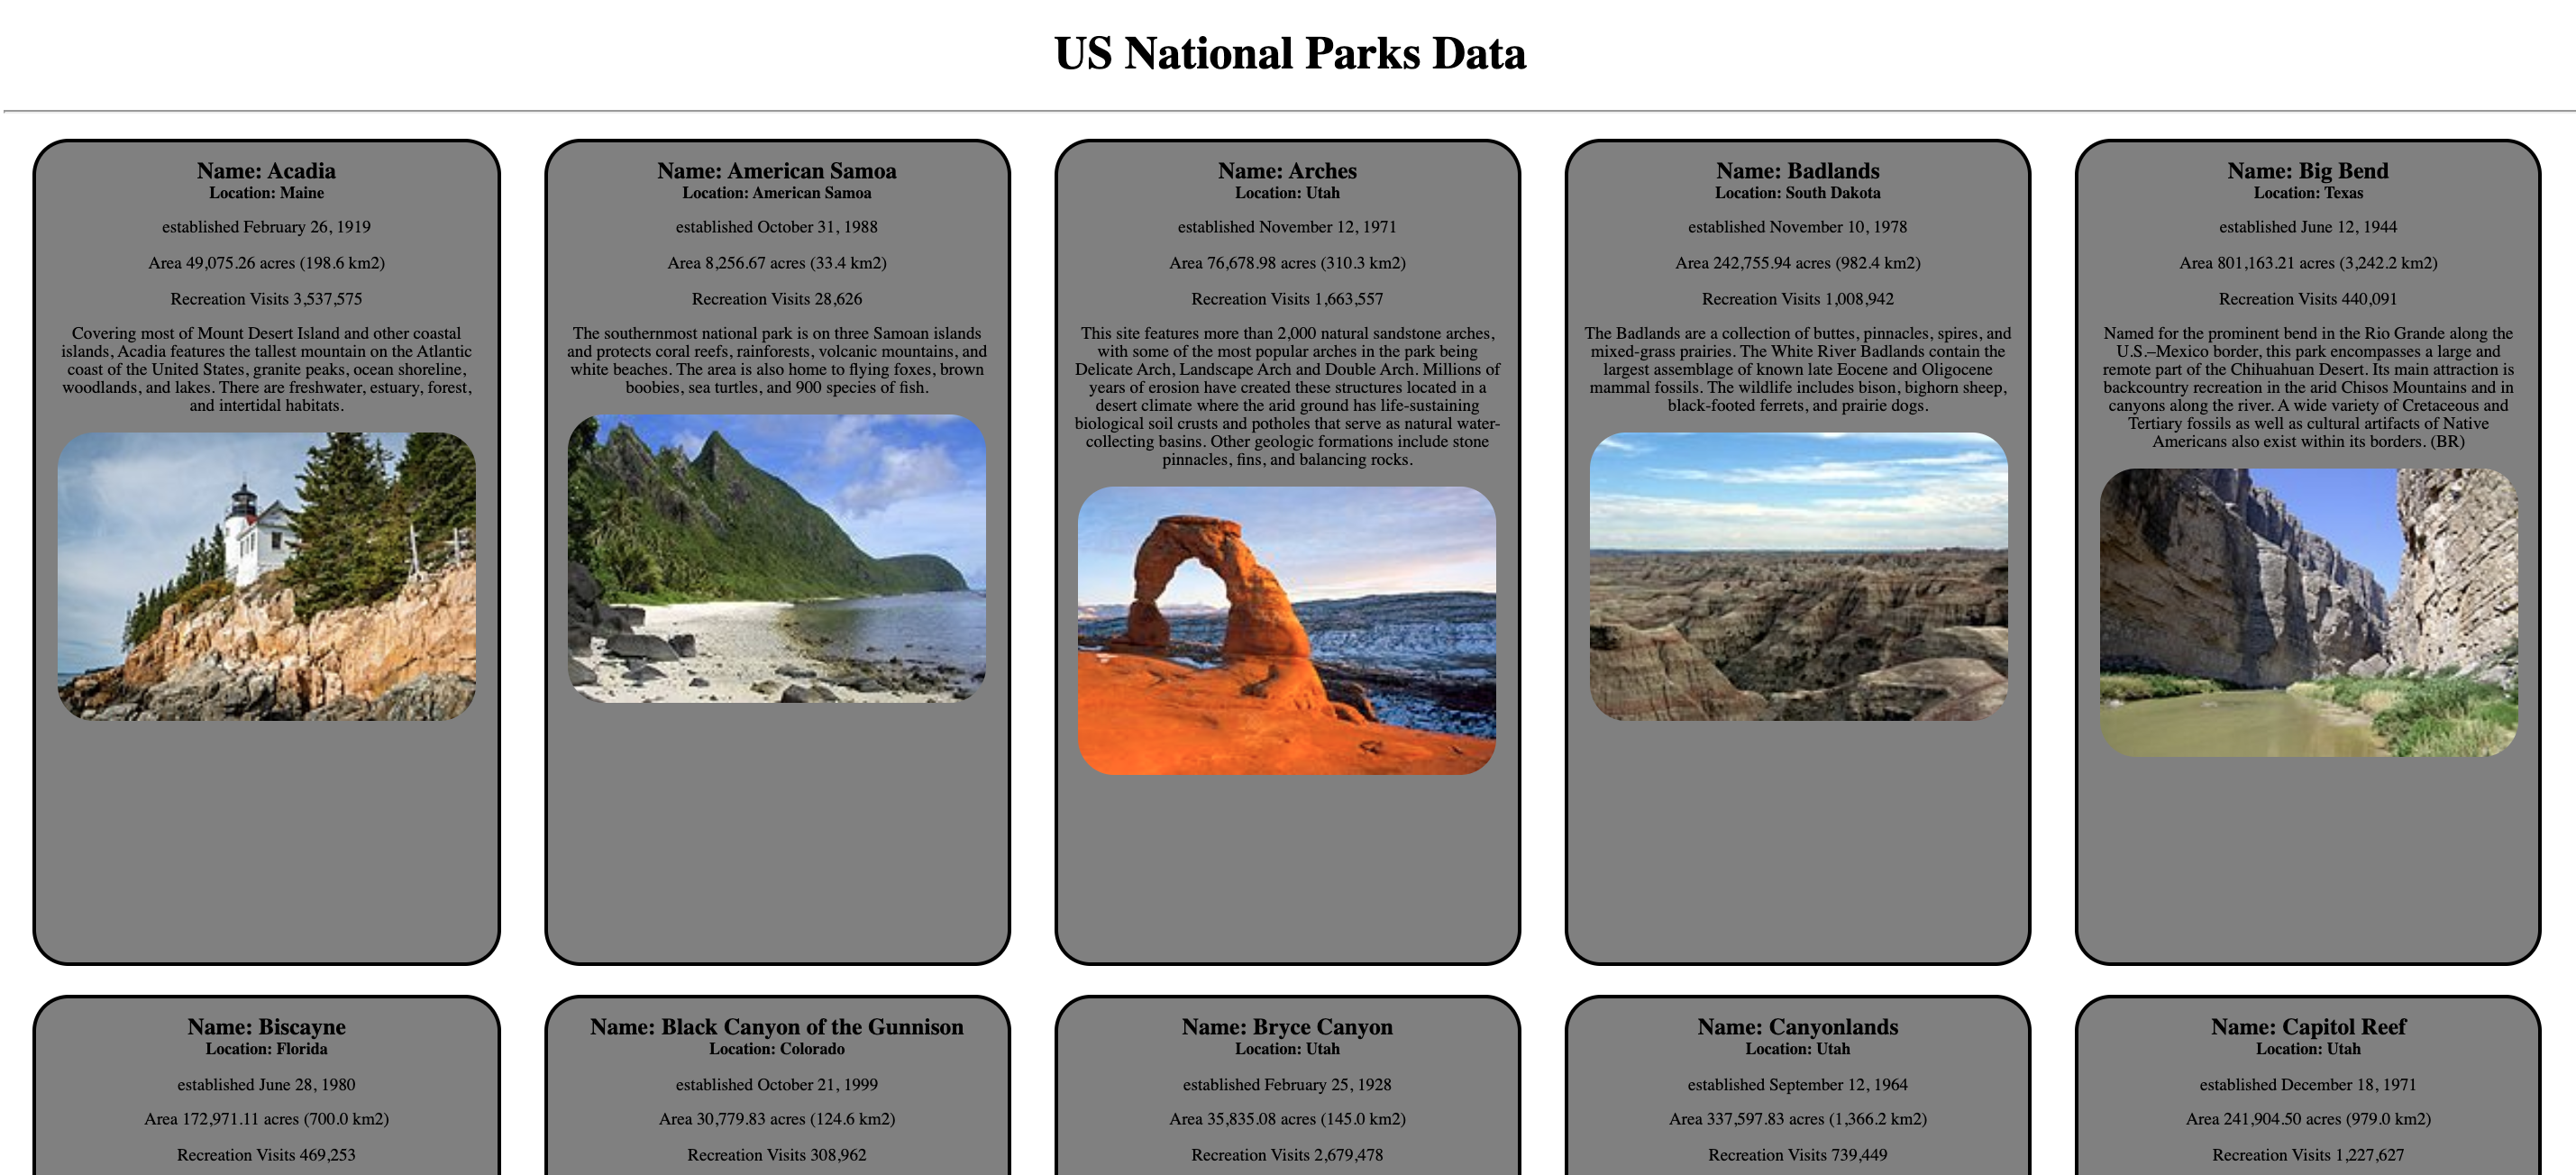 US National Parks Data
Name: Acadia
Location: Maine
established February 26, 1919
Area 49,075.26 acres (198.6 km2)
Recreation Visits 3,537,575
Covering most of Mount Desert Island and other coastal
islands, Acadia features the tallest mountain on the Atlantic
coast of the United States, granite peaks, ocean shoreline,
woodlands, and lakes. There are freshwater, estuary, forest,
and intertidal habitats.
Name: American Samoa
Location: American Samoa
established October 31, 1988
Area 8,256.67 acres (33.4 km2)
Recreation Visits 28,626
The southernmost national park is on three Samoan islands
and protects coral reefs, rainforests, volcanic mountains, and
white beaches. The area is also home to flying foxes, brown
boobies, sea turtles, and 900 species of fish.
Name: Arches
Location: Utah
established November 12, 1971
Area 76,678.98 acres (310.3 km2)
Recreation Visits 1,663,557
This site features more than 2,000 natural sandstone arches,
with some of the most popular arches in the park being
Delicate Arch, Landscape Arch and Double Arch. Millions of
years of erosion have created these structures located in a
desert climate where the arid ground has life-sustaining
biological soil crusts and potholes that serve as natural water-
collecting basins. Other geologic formations include stone
pinnacles, fins, and balancing rocks.
Name: Badlands
Location: South Dakota
established November 10, 1978
Area 242,755.94 acres (982.4 km2)
Recreation Visits 1,008,942
The Badlands are a collection of buttes, pinnacles, spires, and
mixed-grass prairies. The White River Badlands contain the
largest assemblage of known late Eocene and Oligocene
mammal fossils. The wildlife includes bison, bighorn sheep,
black-footed ferrets, and prairie dogs.
Name: Big Bend
Location: Texas
established June 12, 1944
Area 801,163.21 acres (3,242.2 km2)
Recreation Visits 440,091
Named for the prominent bend in the Rio Grande along the
U.S.–Mexico border, this park encompasses a large and
remote part of the Chihuahuan Desert. Its main attraction is
backcountry recreation in the arid Chisos Mountains and in
canyons along the river. A wide variety of Cretaceous and
Tertiary fossils as well as cultural artifacts of Native
Americans also exist within its borders. (BR)
Name: Biscayne
Location: Florida
established June 28, 1980
Area 172,971.11 acres (700.0 km2)
Recreation Visits 469,253
Name: Black Canyon of the Gunnison
Location: Colorado
established October 21, 1999
Area 30,779.83 acres (124.6 km2)
Recreation Visits 308,962
Name: Bryce Canyon
Location: Utah
established February 25, 1928
Area 35,835.08 acres (145.0 km2)
Recreation Visits 2,679,478
Name: Canyonlands
Location: Utah
established September 12, 1964
Area 337,597.83 acres (1,366.2 km2)
Recreation Visits 739,449
Name: Capitol Reef
Location: Utah
established December 18, 1971
Area 241,904.50 acres (979.0 km2)
Recreation Visits 1,227,627